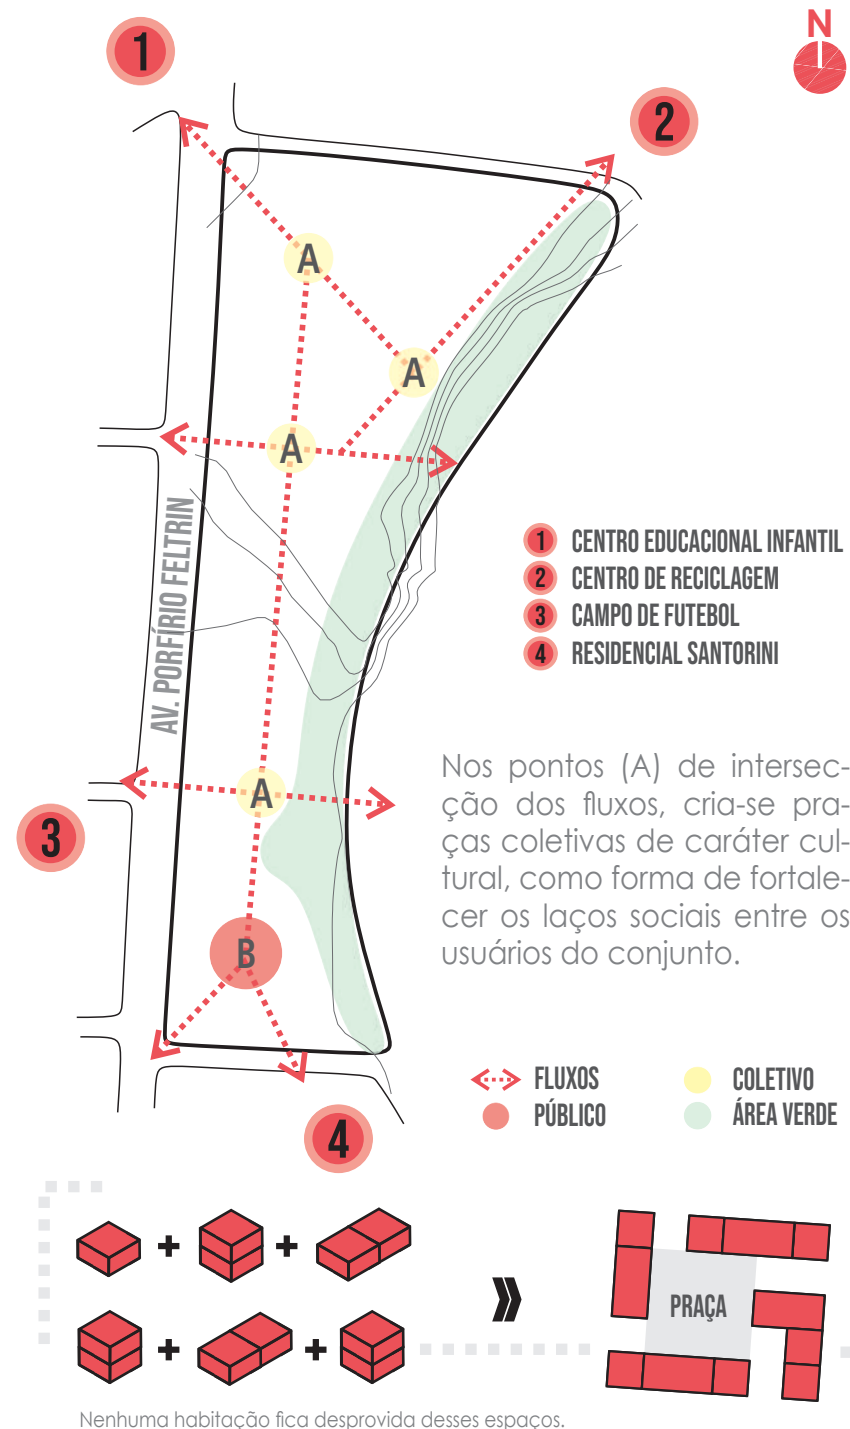 N
1
2
A
A
A
AV. PORFÍRIO FELTRIN
1 CENTRO EDUCACIONAL INFANTIL
2 CENTRO DE RECICLAGEM
3 CAMPO DE FUTEBOL
4 RESIDENCIAL SANTORINI
A
3
Nos pontos (A) de intersec-
ção dos fluxos, cria-se pra-
ças coletivas de caráter cul-
tural, como forma de fortale-
cer os laços sociais entre os
usuários do conjunto.
B
FLUXOS
COLETIVO
PÚBLICO
ÁREA VERDE
4
+ +
PRAÇA
+ +
Nenhuma habitação fica desprovida desses espaços.